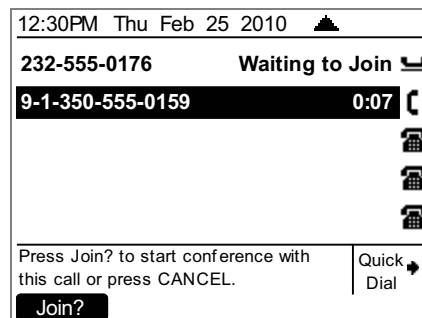 12:30PM Thu Feb 25 2010
232-555-0176 Waiting to Join
9-1-350-555-0159 0:07
Press Join? to start conference with
this call or press CANCEL.
Quick
Dial
Join?